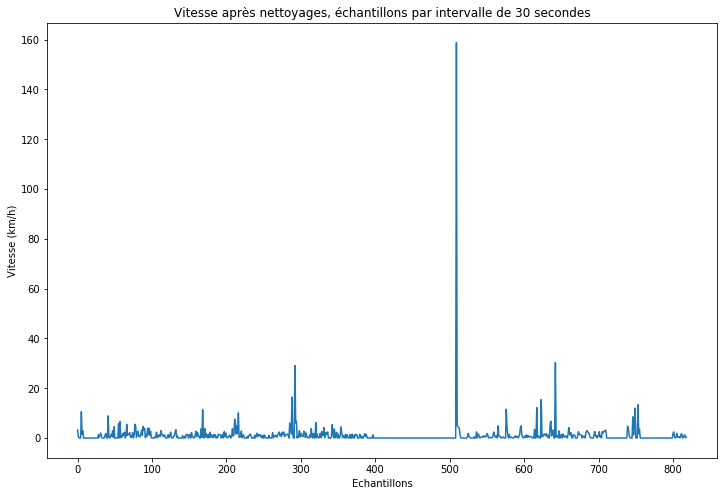 Vitesse après nettoyages, échantillons par intervalle de 30 secondes
160
140
120
100
80
60
40
20
0
Vitesse (km/h)
0 100 200 300 400 500 600 700 800
Echantillons